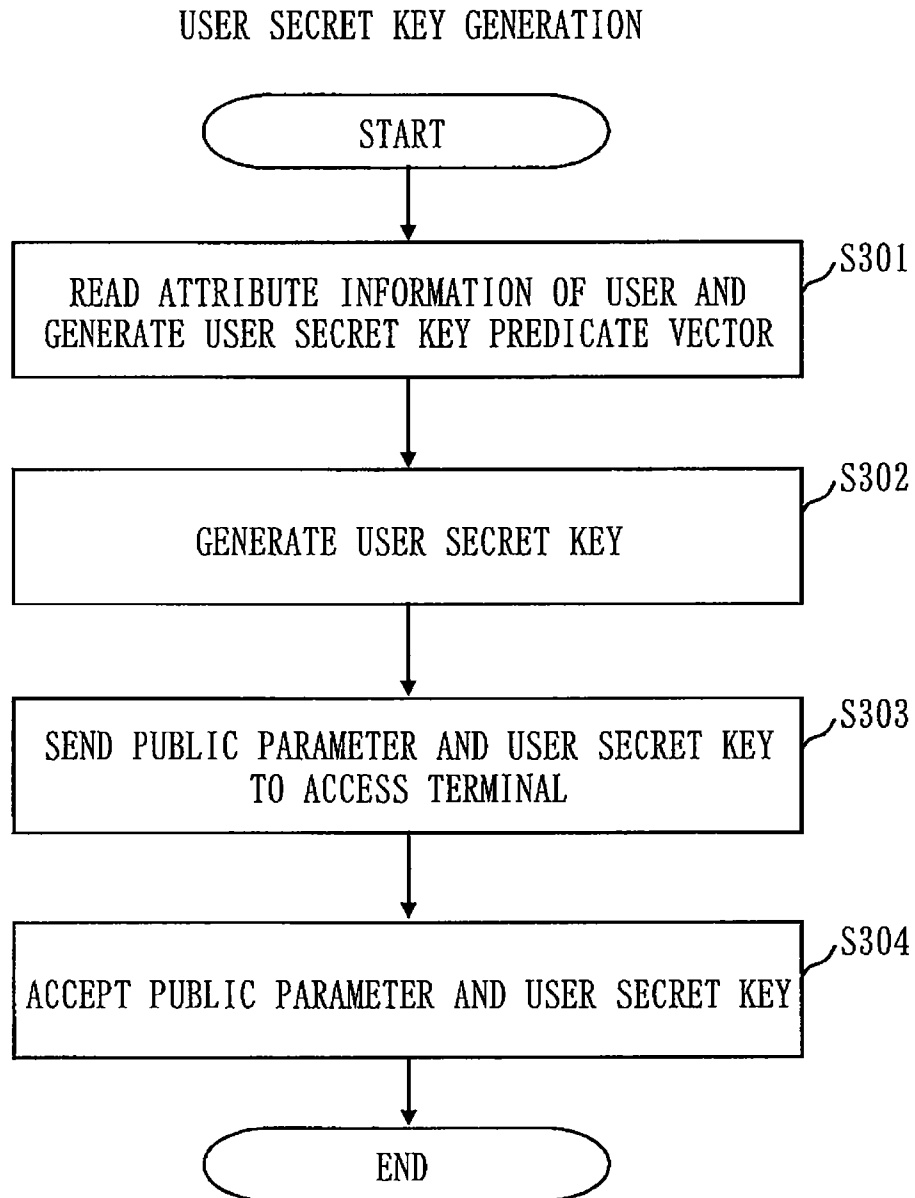 USER SECRET KEY GENERATION
START
S301
READ ATTRIBUTE INFORMATION OF USER AND
GENERATE USER SECRET KEY PREDICATE VECTOR
S302
GENERATE USER SECRET KEY
S303
SEND PUBLIC PARAMETER AND USER SECRET KEY
TO ACCESS TERMINAL
S304
ACCEPT PUBLIC PARAMETER AND USER SECRET KEY
END